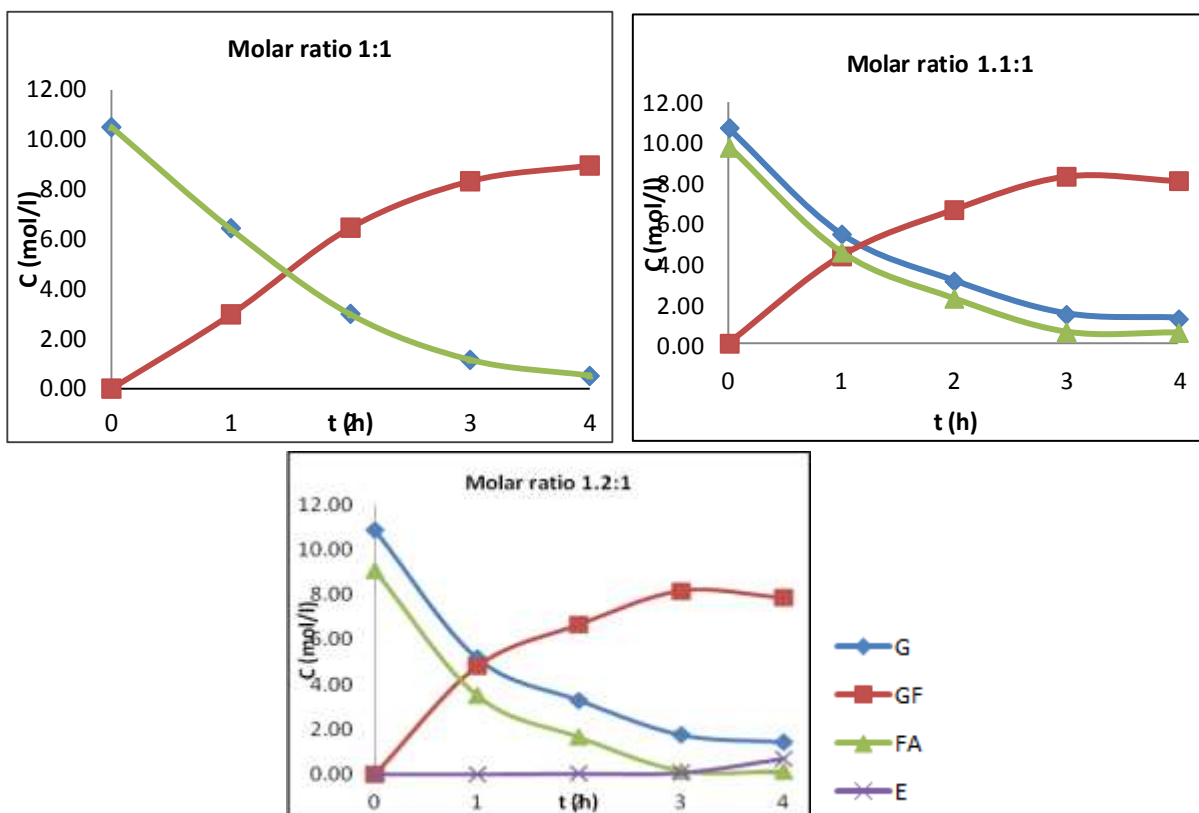 Molar ratio 1:1
12.00
10.00
8.00
6.00
4.00
2.00
0.00
C (mol/l)
0 1 2 3 4
t (h)
Molar ratio 1.1:1
12.00
10.00
8.00
6.00
4.00
2.00
0.00
C (mol/l)
0 1 2 3 4
t (h)
Molar ratio 1.2:1
12.00
10.00
8.00
6.00
4.00
2.00
0.00
C (mol/l)
0 1 2 3 4
t (h)
G
GF
FA
E